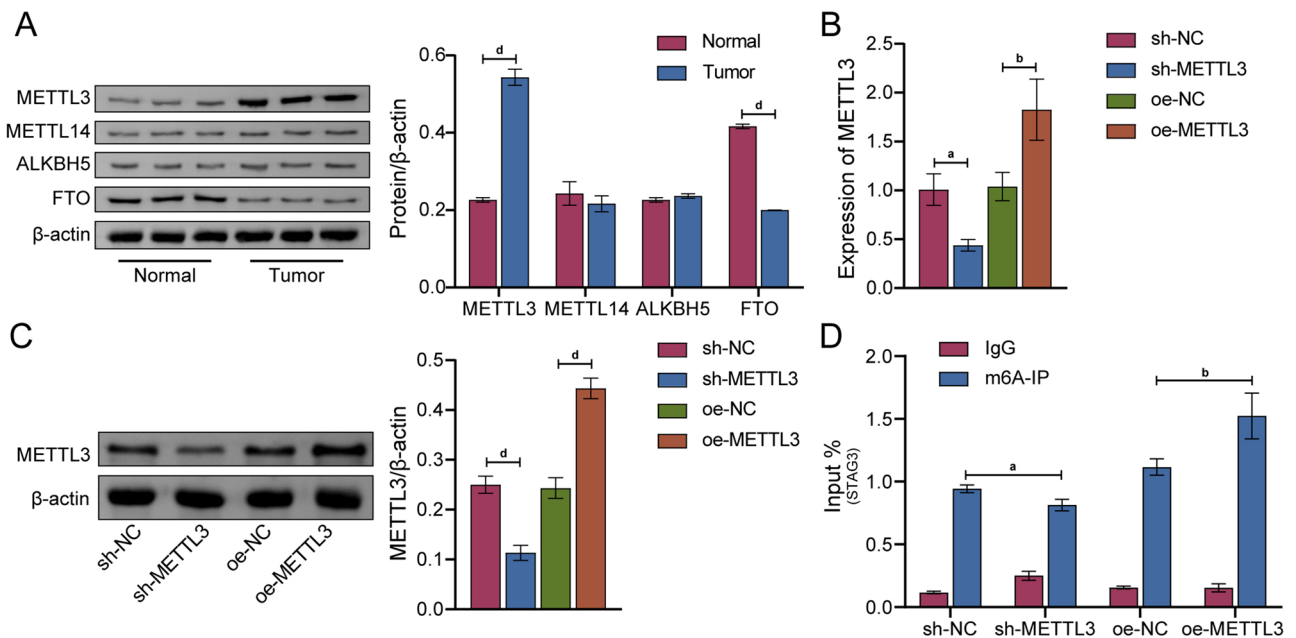 A
METTL3
METTL14
ALKBH5
FTO
β-actin
Normal Tumor
Protein/β-actin
0.6
0.4
0.2
0.0
d
d
Normal
Tumor
METTL3 METTL14 ALKBH5 FTO
B
Expression of METTL3
2.5
2.0
1.5
1.0
0.5
0.0
a
b
sh-NC
sh-METTL3
oe-NC
oe-METTL3
C
METTL3
β-actin
sh-NC
sh-METTL3
oe-NC
oe-METTL3
METTL3/β-actin
0.5
0.4
0.3
0.2
0.1
0.0
d
d
sh-NC
sh-METTL3
oe-NC
oe-METTL3
D
Input %
(STAG3)
2.0
1.5
1.0
0.5
0.0
IgG
m6A-IP
a
b
sh-NC sh-METTL3 oe-NC oe-METTL3